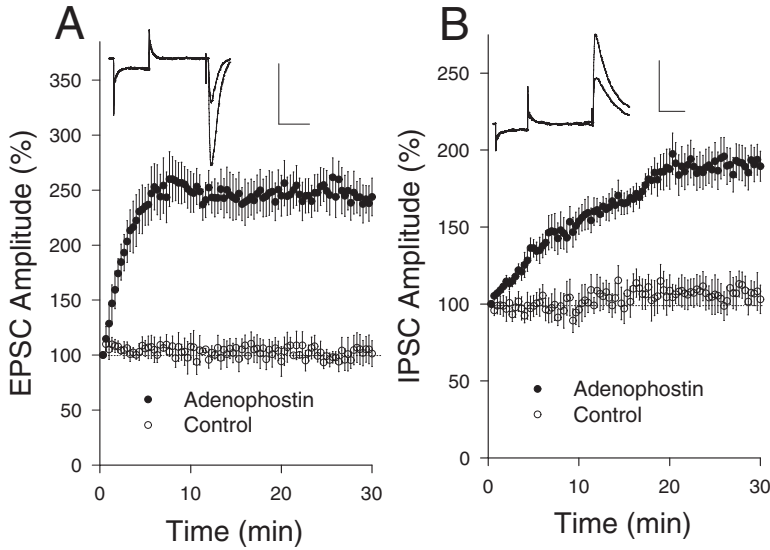 A
EPSC Amplitude (%)
350
300
250
200
150
100
50
0
Adenophostin
Control
0
10
20
30
Time (min)
B
IPSC Amplitude (%)
250
200
150
100
50
0
Adenophostin
Control
0
10
20
30
Time (min)